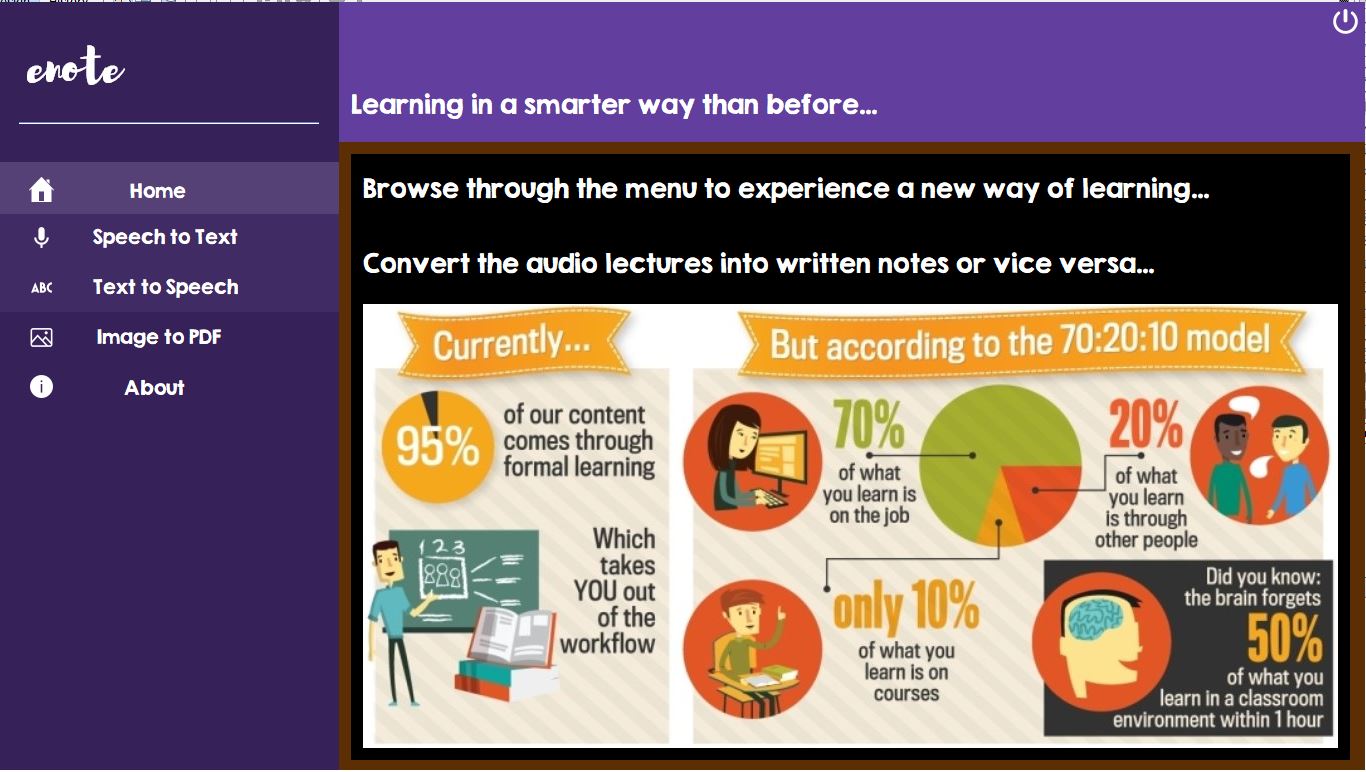 enote
Learning in a smarter way than before...
Home
Speech to Text
ABC
Text to Speech
Image to PDF
i
About
Browse through the menu to experience a new way of learning...
Convert the audio lectures into written notes or vice versa...
Currently...
95%
of our content
comes through
formal learning
1 2 3
Which
takes
YOU out
of the
workflow
But according to the 70:20:10 model
70%
of what
you learn is
on the job
20%
of what
you learn
is through
other people
only 10%
of what you
learn is on
courses
Did you know:
the brain forgets
50%
of what you
learn in a classroom
environment within 1 hour